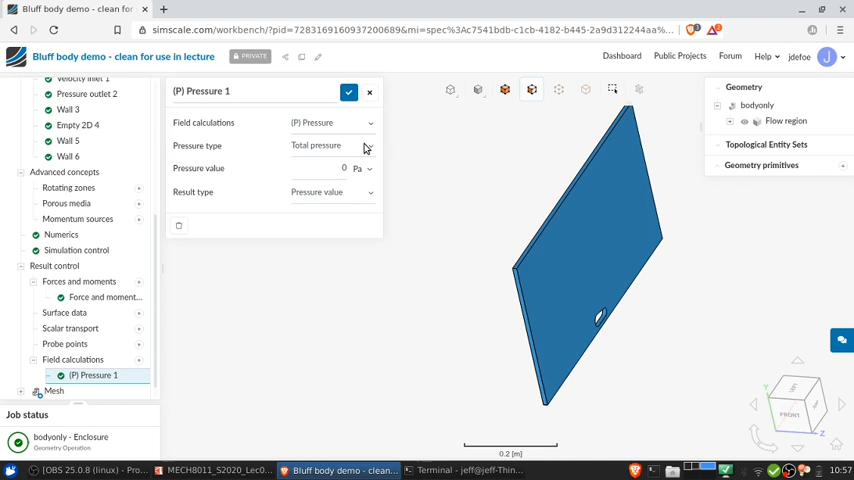 simscale.com/workbench/?pid=728316916093720068​9&mi=spec%3Ac7541bdb-c1cb-4182-b445-2a9d312244aa%...
Bluff body demo - clean for use in lecture
PRIVATE
Dashboard
Public Projects
Forum
Help
jdefoe
J
Velocity inlet 1
Pressure outlet 2
Wall 3
Empty 2D 4
Wall 5
Wall 6
Advanced concepts
Rotating zones
Porous media
Momentum sources
Numerics
Simulation control
Result control
Forces and moments
Force and moment...
Surface data
Scalar transport
Probe points
Field calculations
(P) Pressure 1
Mesh
Job status
bodyonly - Enclosure
Geometry Operation
(P) Pressure 1
Field calculations (P) Pressure
Pressure type Total pressure
Pressure value 0 Pa
Result type Pressure value
Geometry
bodyonly
Flow region
Topological Entity Sets
Geometry primitives
0.2 [m]
Y
Z
FRONT
[OBS 25.0.8 (linux) - Pro...
MECH8011_S2020_Lec0...
Bluff body demo - clean...
Terminal - jeff@jeff-Thin...
10:57